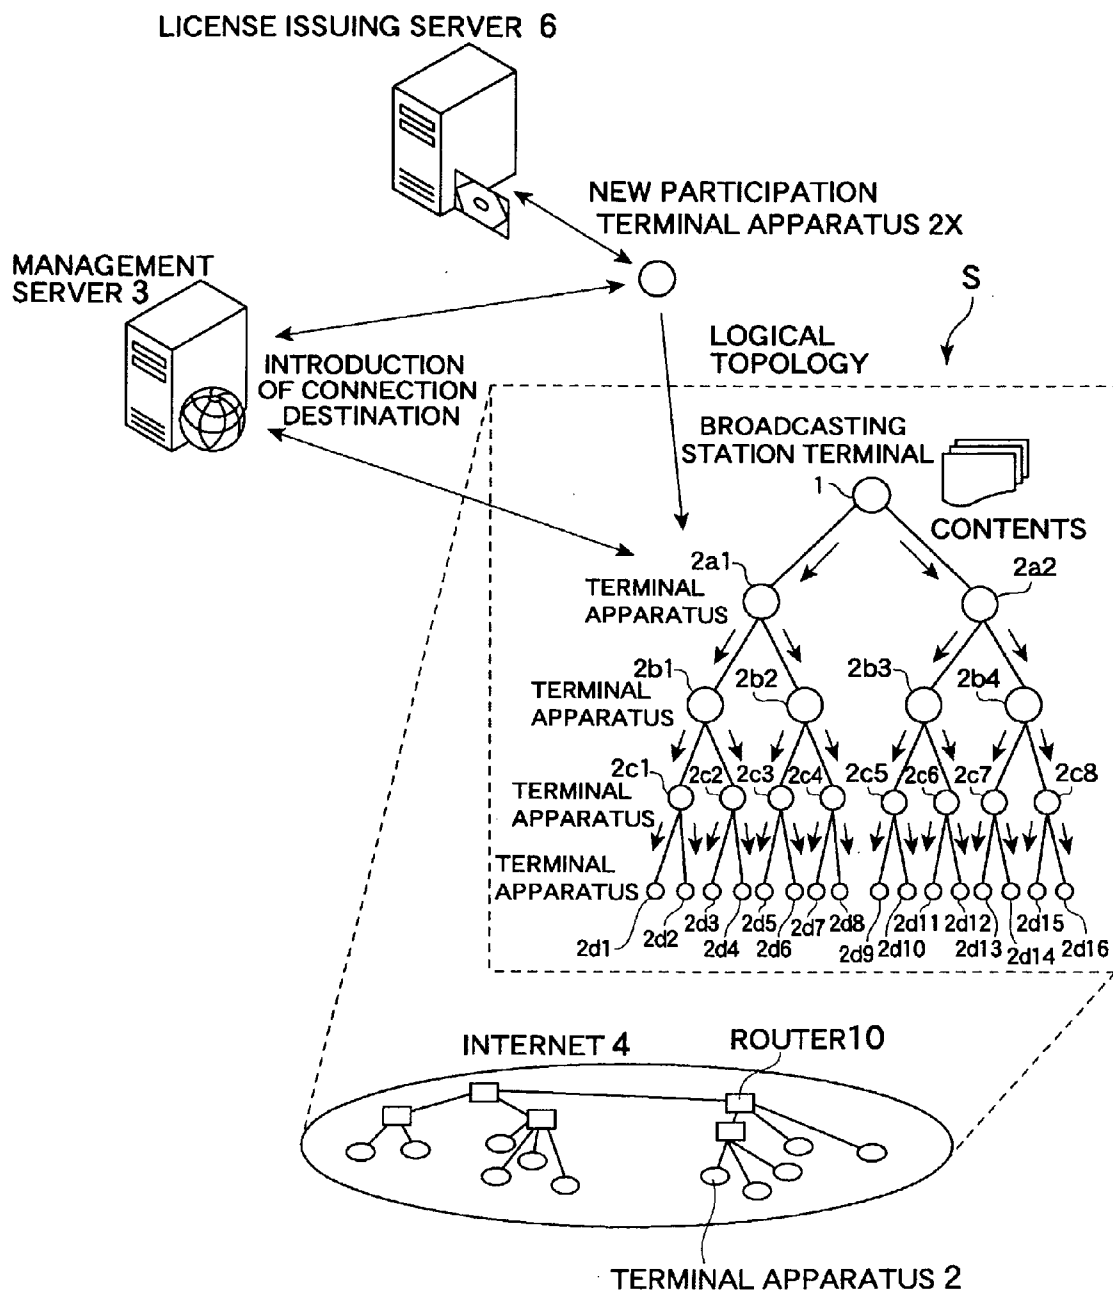 LICENSE ISSUING SERVER 6
NEW PARTICIPATION
TERMINAL APPARATUS 2X
MANAGEMENT
SERVER 3
S
LOGICAL
TOPOLOGY
INTRODUCTION
OF CONNECTION
DESTINATION
BROADCASTING
STATION TERMINAL
1
CONTENTS
2a1
2a2
TERMINAL
APPARATUS
2b1
2b2
2b3
2b4
TERMINAL
APPARATUS
2c1
2c2
2c3
2c4
2c5
2c6
2c7
2c8
TERMINAL
APPARATUS
TERMINAL
APPARATUS
2d1
2d2
2d3
2d4
2d5
2d6
2d7
2d8
2d9
2d10
2d11
2d12
2d13
2d14
2d15
2d16
INTERNET 4
ROUTER10
TERMINAL APPARATUS 2